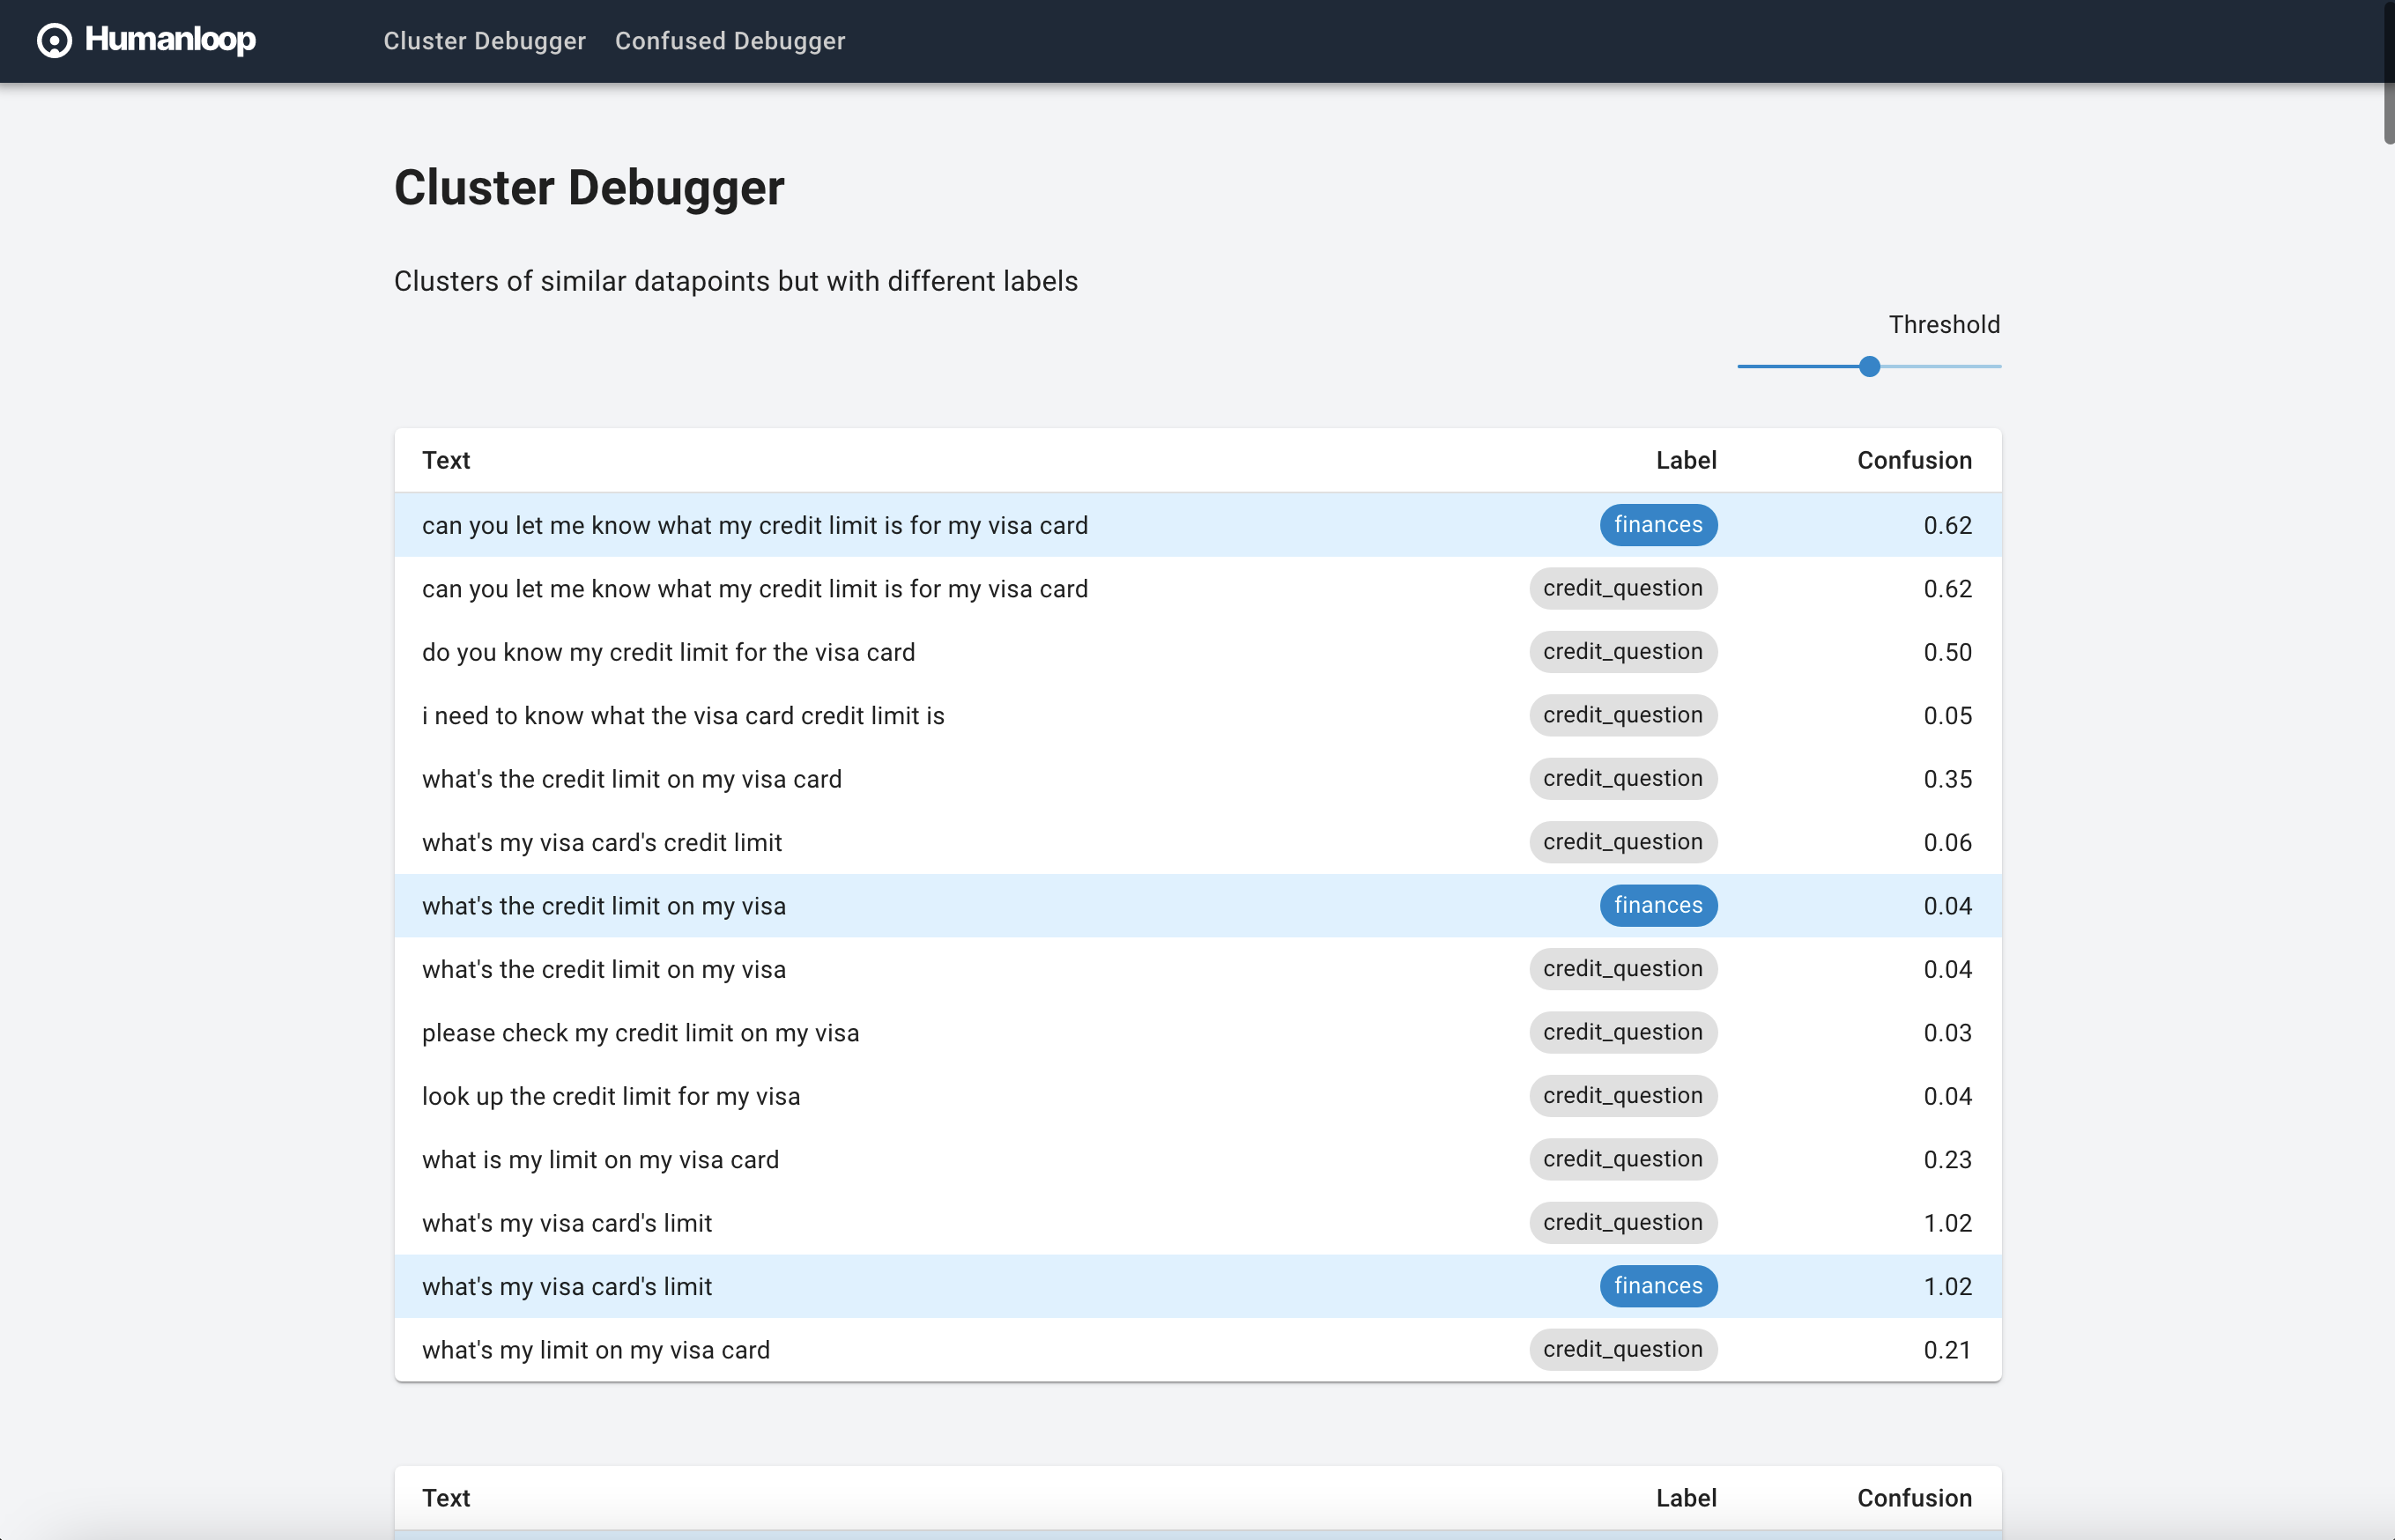 Humanloop Cluster Debugger Confused Debugger
Cluster Debugger
Clusters of similar datapoints but with different labels
Threshold
Text Label Confusion
can you let me know what my credit limit is for my visa card finances 0.62
can you let me know what my credit limit is for my visa card credit_question 0.62
do you know my credit limit for the visa card credit_question 0.50
i need to know what the visa card credit limit is credit_question 0.05
what's the credit limit on my visa card credit_question 0.35
what's my visa card's credit limit credit_question 0.06
what's the credit limit on my visa finances 0.04
what's the credit limit on my visa credit_question 0.04
please check my credit limit on my visa credit_question 0.03
look up the credit limit for my visa credit_question 0.04
what is my limit on my visa card credit_question 0.23
what's my visa card's limit credit_question 1.02
what's my visa card's limit finances 1.02
what's my limit on my visa card credit_question 0.21
Text Label Confusion